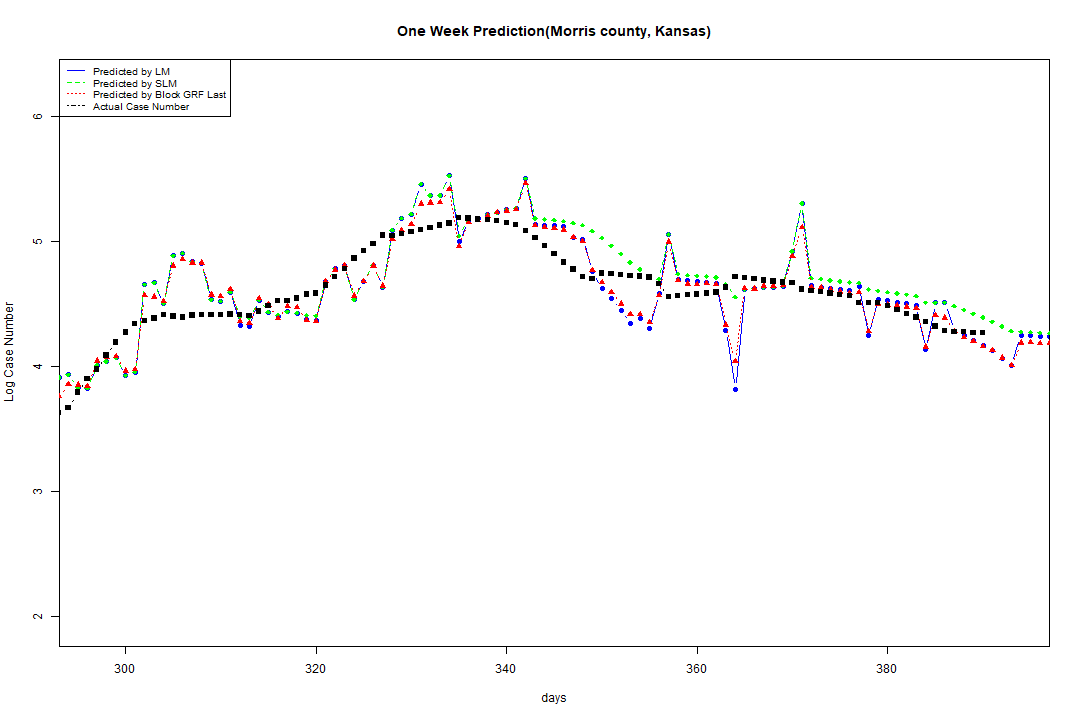 One Week Prediction(Morris county, Kansas)
Predicted by LM
Predicted by SLM
Predicted by Block GRF Last
Actual Case Number
6
5
4
3
2
Log Case Number
300 320 340 360 380
days